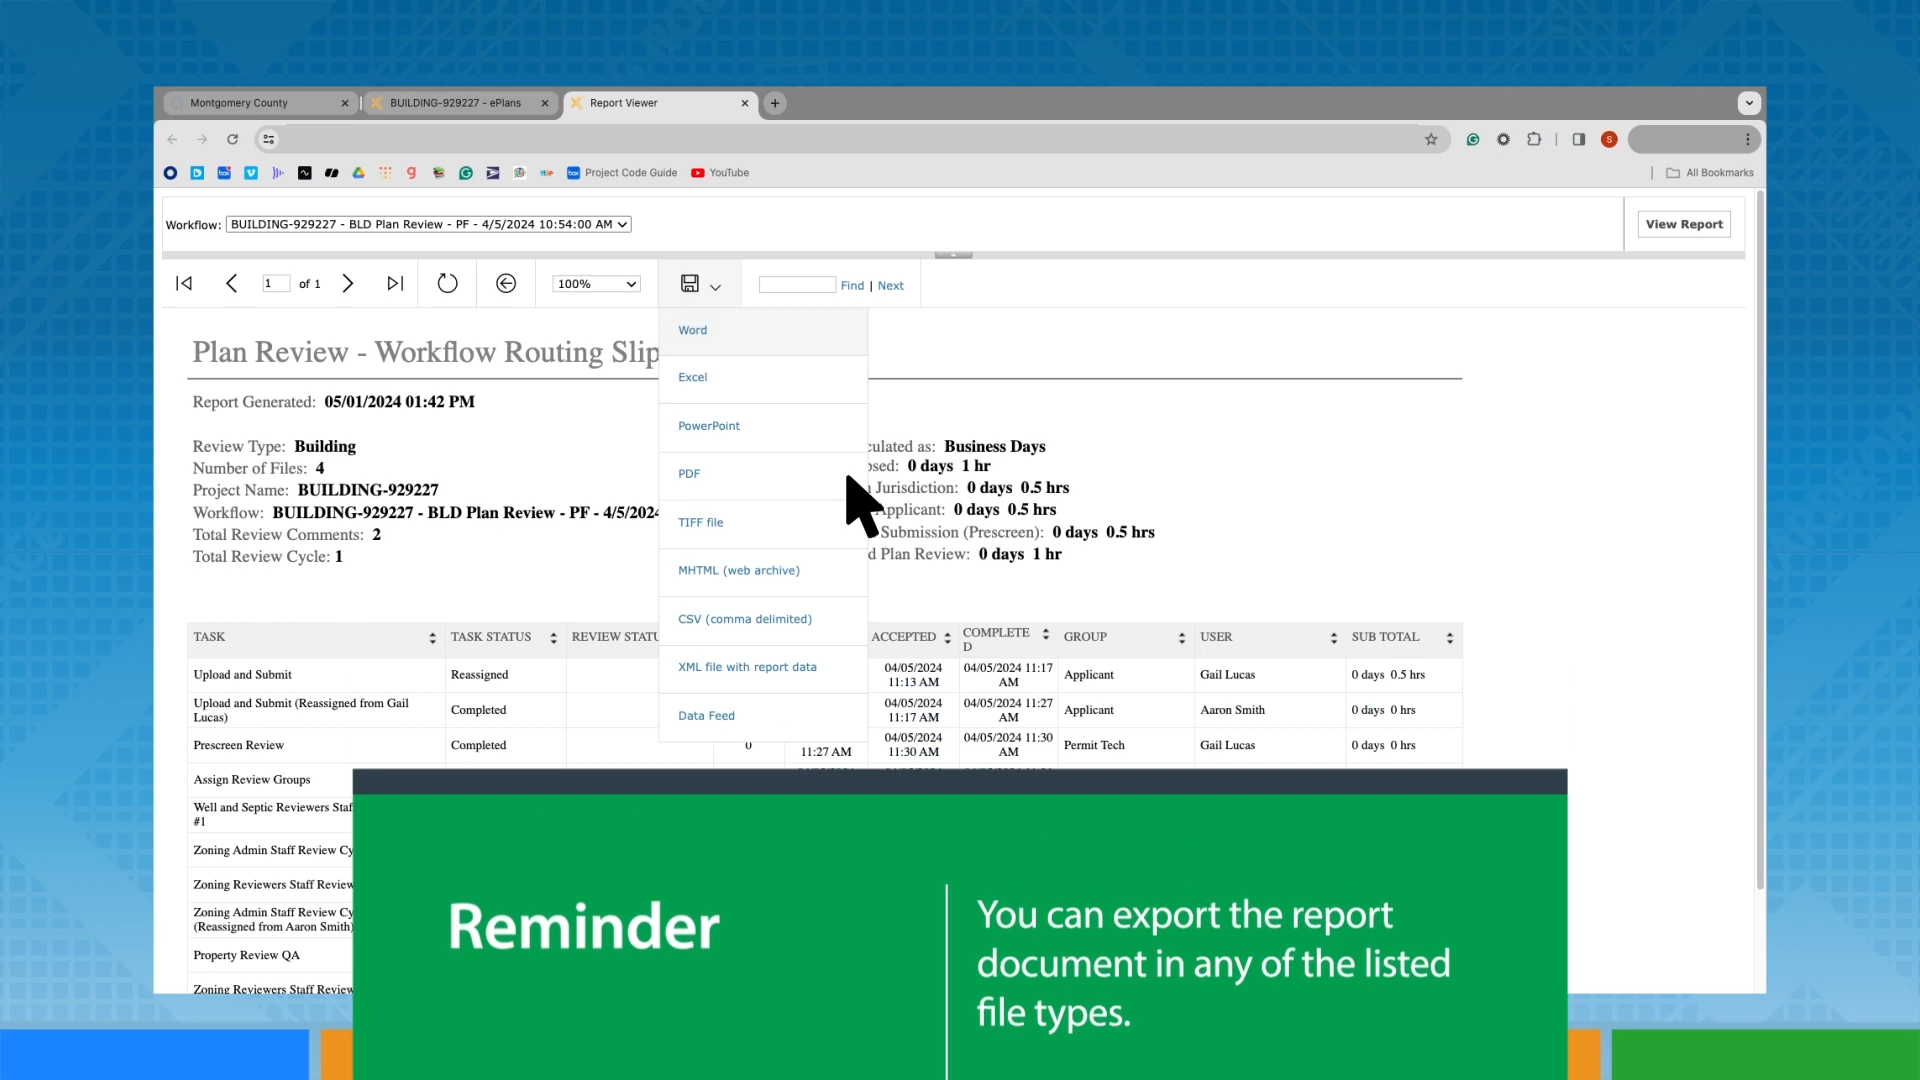 Montgomery County
BUILDING-929227 - ePlans
Report Viewer
S
Project Code Guide
YouTube
All Bookmarks
Workflow: BUILDING-929227 - BLD Plan Review - PF - 4/5/2024 10:54:00 AM
View Report
1 of 1
100%
Find | Next
Word
Excel
PowerPoint
PDF
TIFF file
MHTML (web archive)
CSV (comma delimited)
XML file with report data
Data Feed
Plan Review - Workflow Routing Slip
Report Generated: 05/01/2024 01:42 PM
Review Type: Building
Number of Files: 4
Project Name: BUILDING-929227
Workflow: BUILDING-929227 - BLD Plan Review - PF - 4/5/2024
Total Review Comments: 2
Total Review Cycle: 1
culated as: Business Days
osed: 0 days 1 hr
Jurisdiction: 0 days 0.5 hrs
Applicant: 0 days 0.5 hrs
Submission (Prescreen): 0 days 0.5 hrs
d Plan Review: 0 days 1 hr
TASK TASK STATUS REVIEW STATU ACCEPTED COMPLETE GROUP USER SUB TOTAL
D
Upload and Submit Reassigned 04/05/2024 04/05/2024 11:17 Applicant Gail Lucas 0 days 0.5 hrs
11:13 AM AM
Upload and Submit (Reassigned from Gail Completed 04/05/2024 04/05/2024 11:27 Applicant Aaron Smith 0 days 0 hrs
Lucas) 11:17 AM AM
Prescreen Review Completed 0 04/05/2024 04/05/2024 11:30 Permit Tech Gail Lucas 0 days 0 hrs
11:27 AM 11:30 AM AM
Assign Review Groups
Well and Septic Reviewers Staf
#1
Zoning Admin Staff Review Cy
Zoning Reviewers Staff Review
Zoning Admin Staff Review Cy
(Reassigned from Aaron Smith)
Property Review QA
Zoning Reviewers Staff Review
Reminder
You can export the report
document in any of the listed
file types.